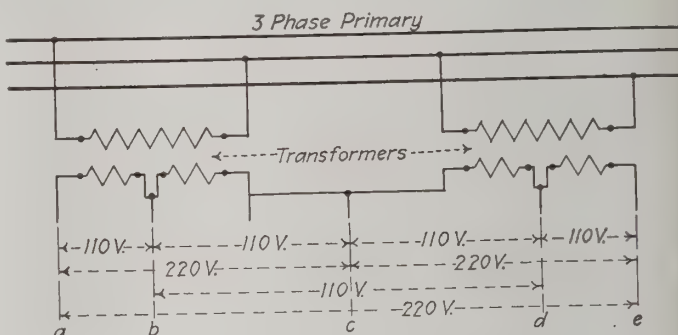 3 Phase Primary
Transformers
110 V. 110 V. 110 V. 110 V.
220 V. 220 V.
110 V.
220 V.
a b c d e